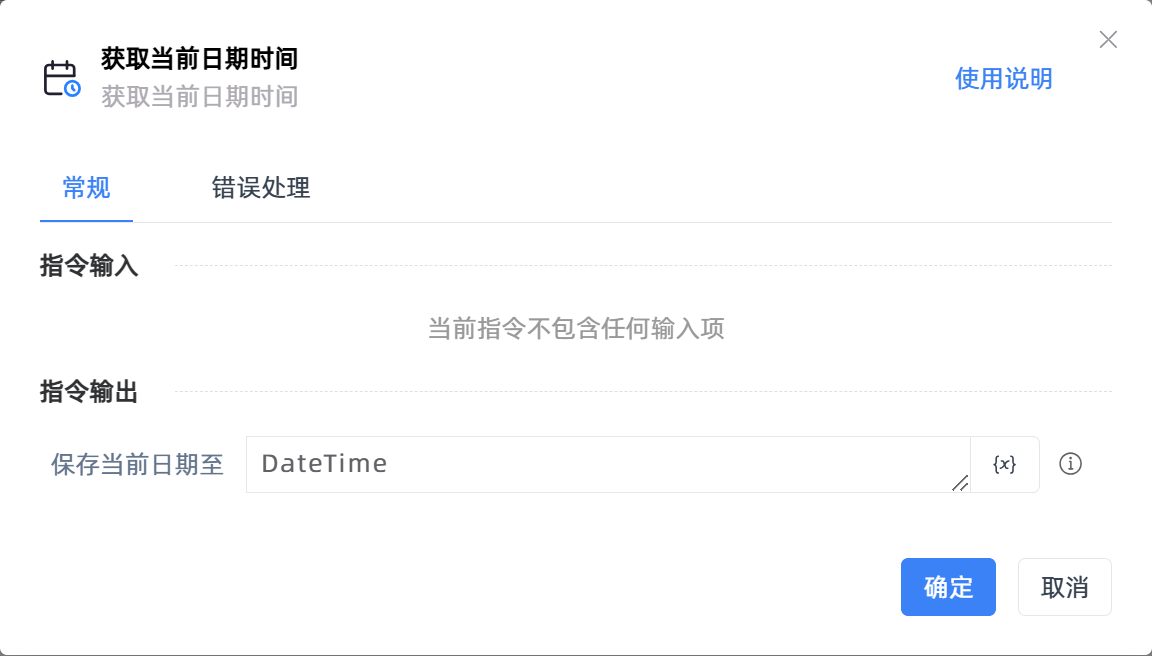 获取当前日期时间
获取当前日期时间
使用说明
常规
错误处理
指令输入
当前指令不包含任何输入项
指令输出
保存当前日期至
DateTime
{x}
确定
取消